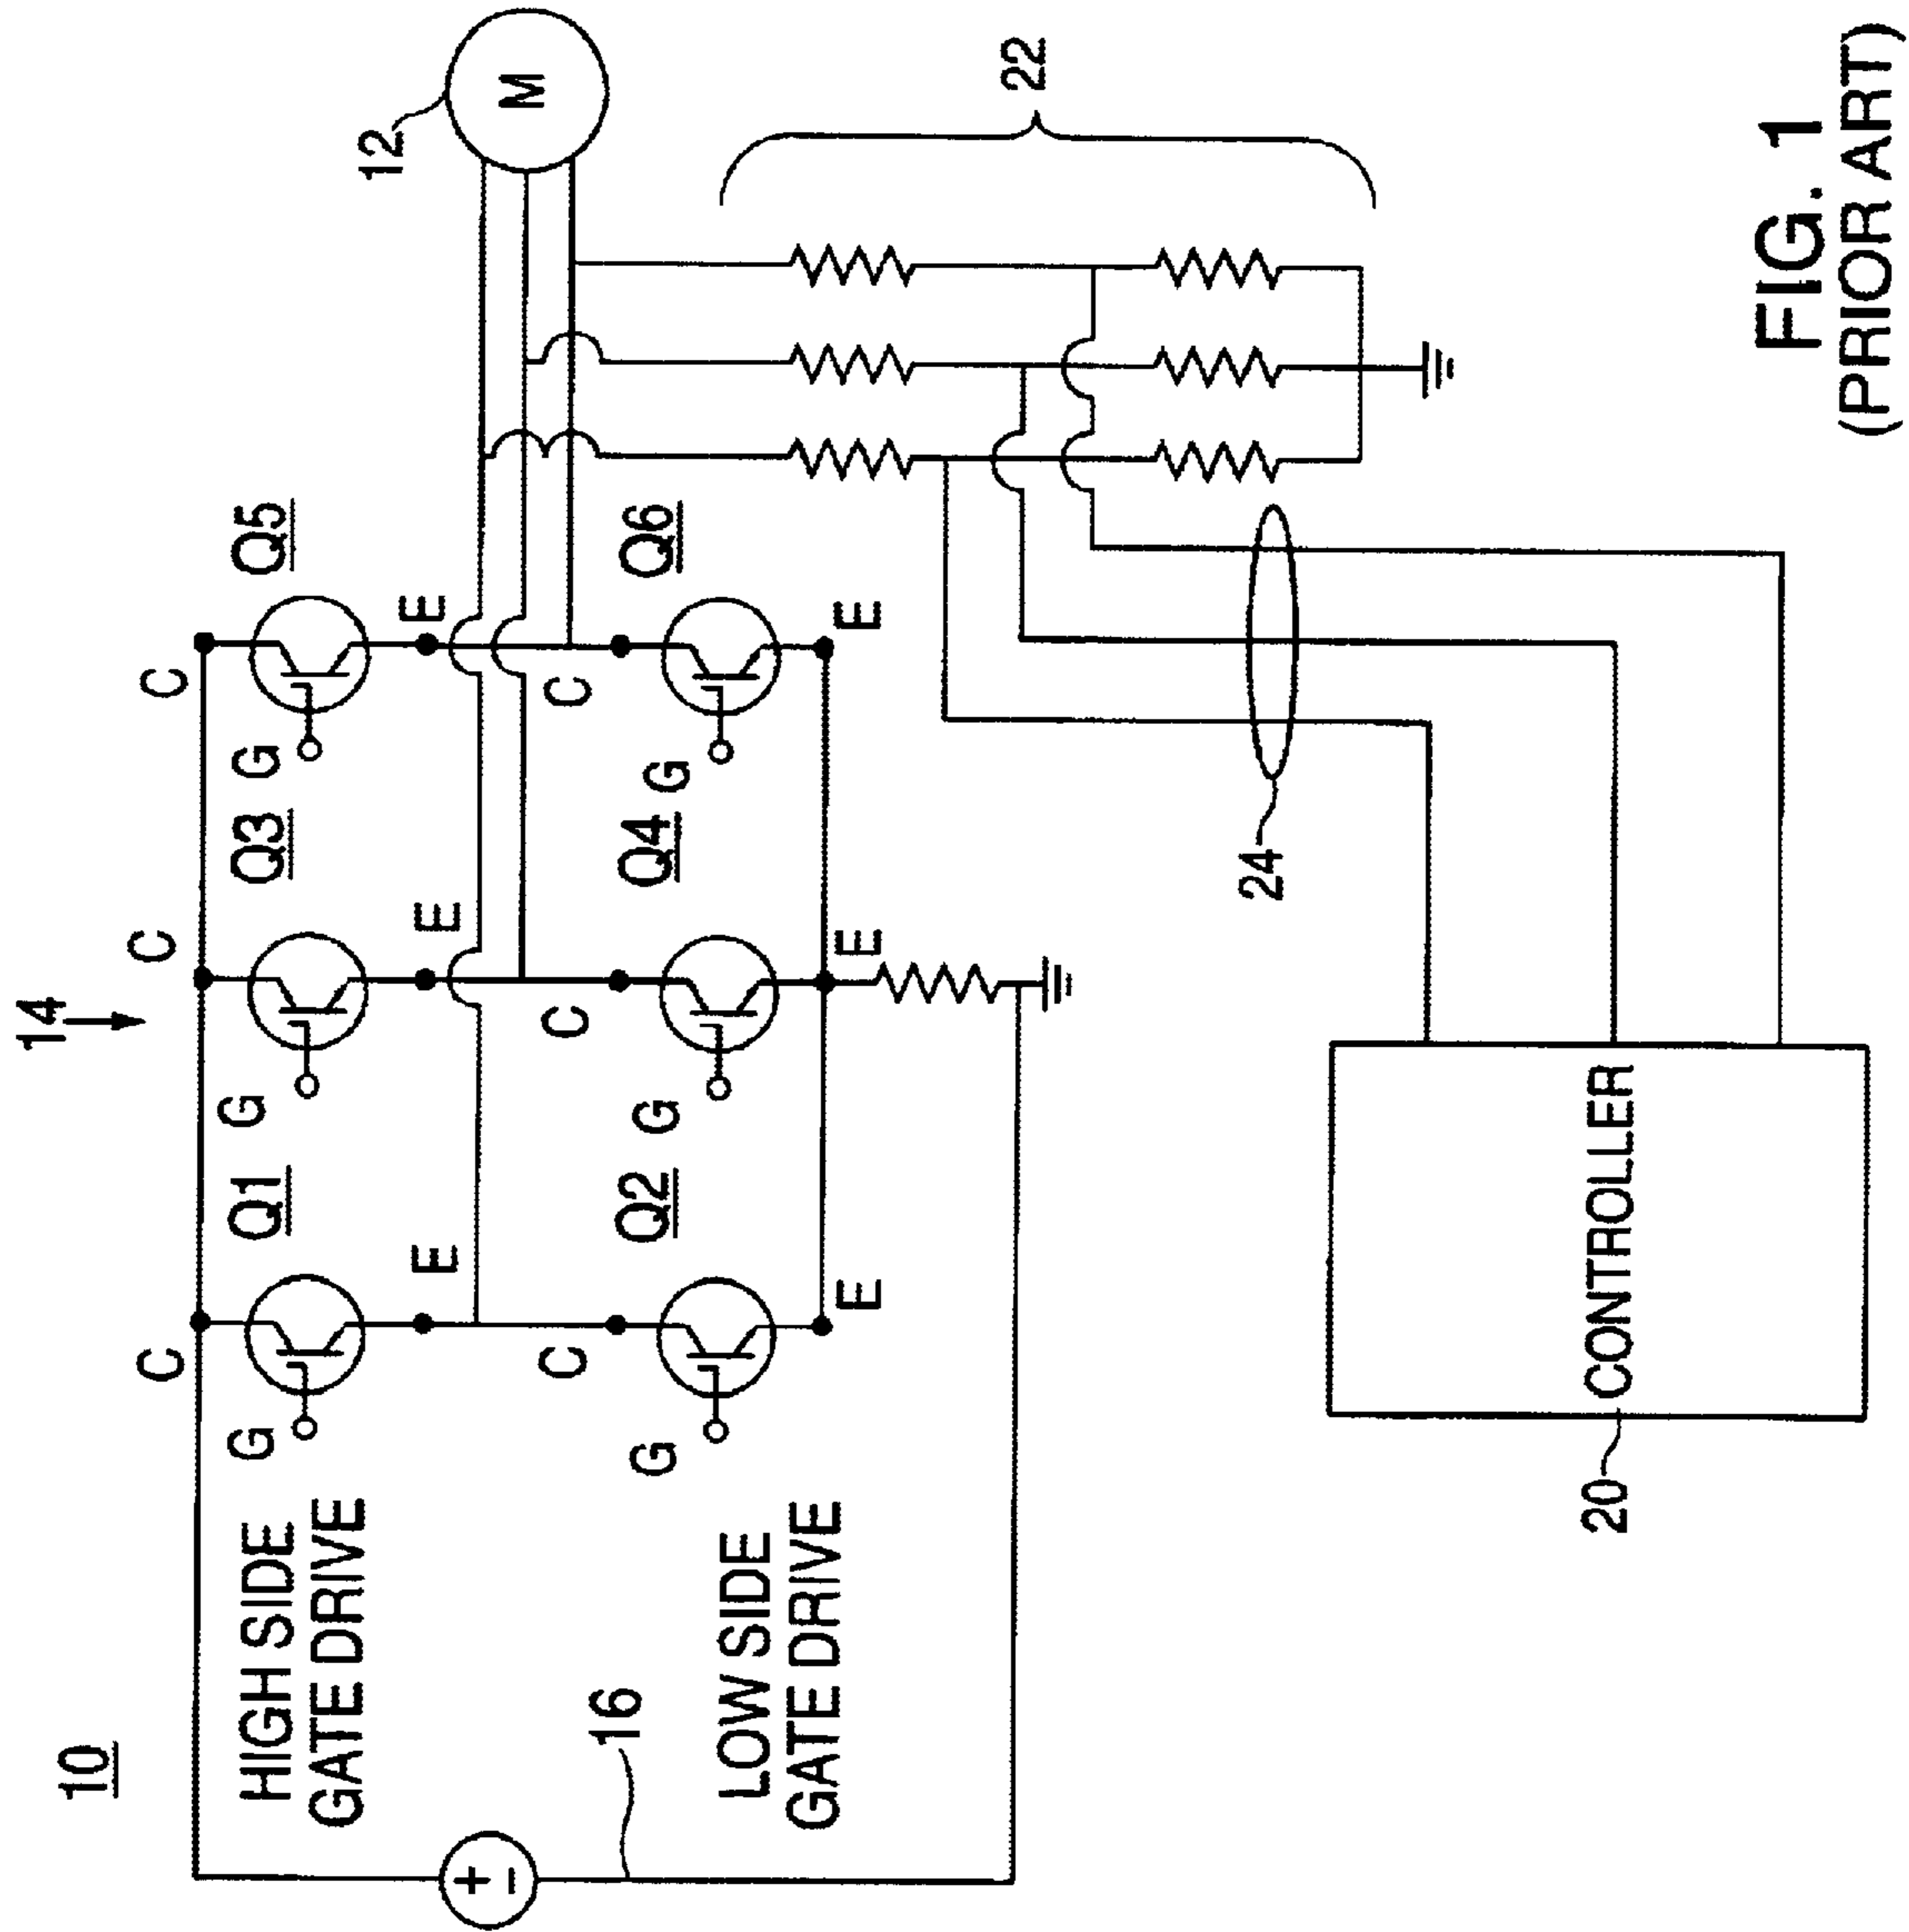 10
14
12
C
C
C
HIGH SIDE
GATE DRIVE
G
Q1
G
Q3
G
Q5
M
E
E
E
C
C
C
16
LOW SIDE
GATE DRIVE
G
Q2
G
Q4
G
Q6
E
E
E
+
-
22
24
20
CONTROLLER
FIG. 1
(PRIOR ART)